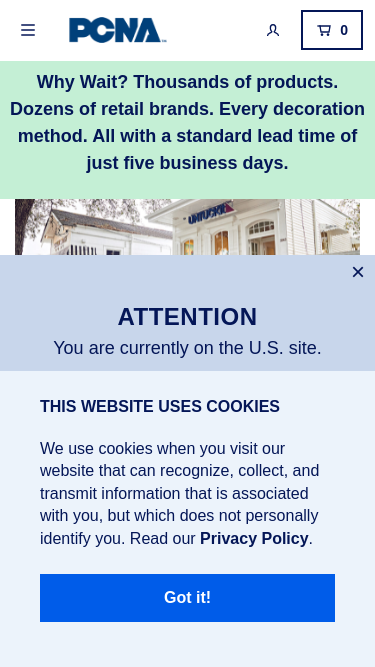 PCNA
0
Why Wait? Thousands of products.
Dozens of retail brands. Every decoration
method. All with a standard lead time of
just five business days.
UNTUCKit
ATTENTION
You are currently on the U.S. site.
THIS WEBSITE USES COOKIES
We use cookies when you visit our
website that can recognize, collect, and
transmit information that is associated
with you, but which does not personally
identify you. Read our Privacy Policy.
Got it!